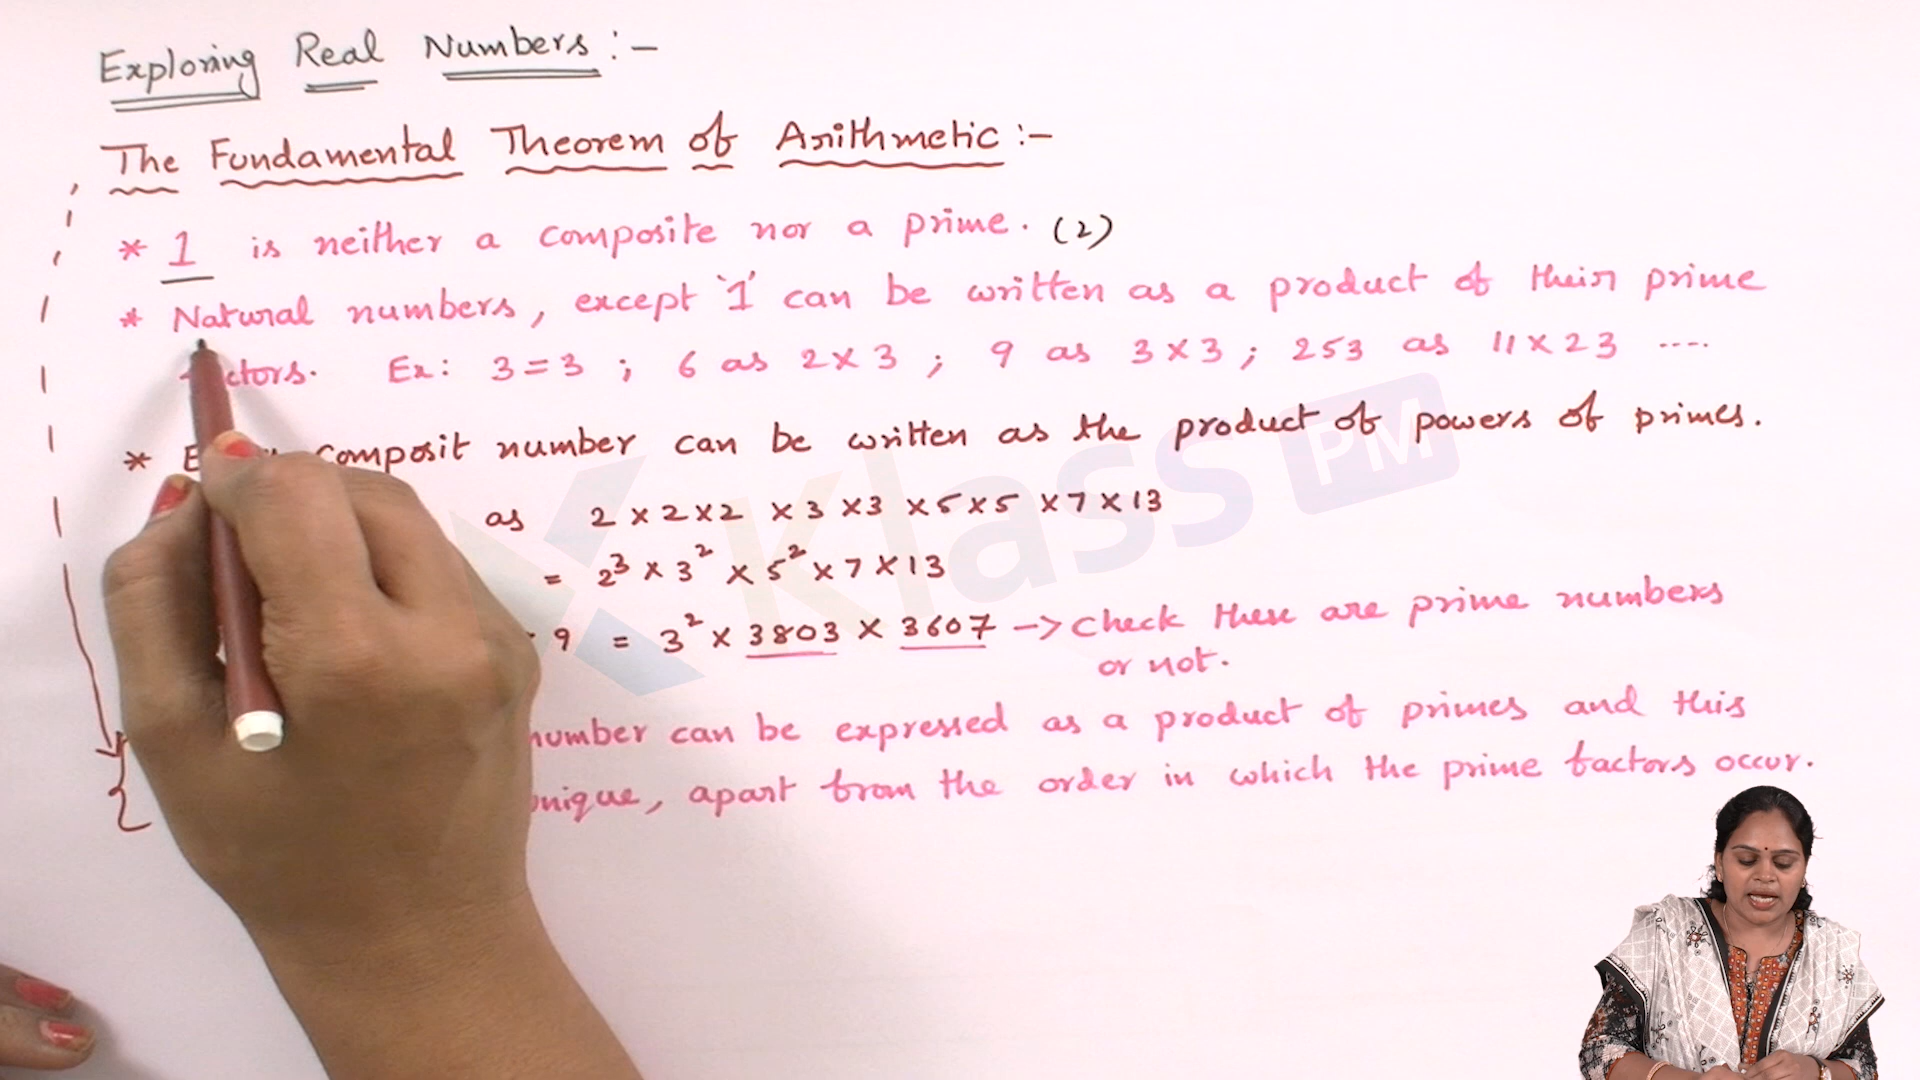 Exploring Real Numbers :-
The Fundamental Theorem of Arithmetic :-
* 1 is neither a composite nor a prime. (2)
* Natural numbers, except '1' can be written as a product of their prime
ctors. Ex: 3 = 3 ; 6 as 2 × 3 ; 9 as 3 × 3 ; 253 as 11 × 23 ....
* composit number can be written as the product of powers of primes.
as 2 × 2 × 2 × 3 × 3 × 5 × 5 × 7 × 13
= 2³ × 3² × 5² × 7 × 13
9 = 3² × 3803 × 3607 -> check these are prime numbers
or not.
number can be expressed as a product of primes and this
nique, apart from the order in which the prime factors occur.
Klass PM